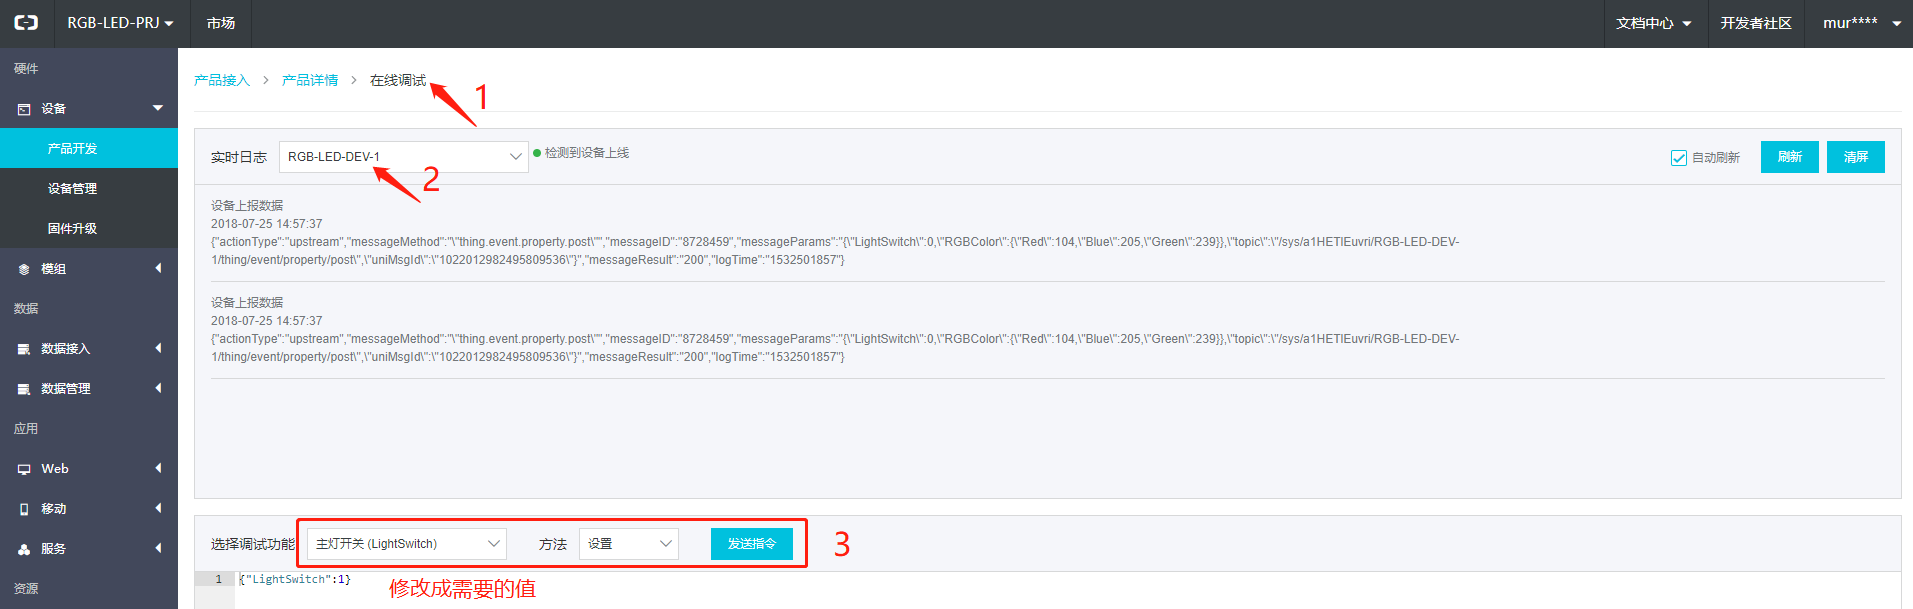 RGB-LED-PRJ 市场 文档中心 开发者社区 mur****
硬件
设备
产品开发
设备管理
固件升级
模组
数据
数据接入
数据管理
应用
Web
移动
服务
资源
产品接入 > 产品详情 > 在线调试
1
实时日志 RGB-LED-DEV-1 检测到设备上线 自动刷新 刷新 清屏
2
设备上报数据
2018-07-25 14:57:37
{"actionType":"upstream","messageMethod":"\"thing.event.property.post\"","messageID":"8728459","messageParams":"{\"LightSwitch\":0,\"RGBColor\":{\"Red\":104,\"Blue\":205,\"Green\":239}},\"topic\":\"/sys/a1HETIEuvri/RGB-LED-DEV-
1/thing/event/property/post\",\"uniMsgId\":\"1022012982495809536\"}","messageResult":"200","logTime":"1532501857"}
设备上报数据
2018-07-25 14:57:37
{"actionType":"upstream","messageMethod":"\"thing.event.property.post\"","messageID":"8728459","messageParams":"{\"LightSwitch\":0,\"RGBColor\":{\"Red\":104,\"Blue\":205,\"Green\":239}},\"topic\":\"/sys/a1HETIEuvri/RGB-LED-DEV-
1/thing/event/property/post\",\"uniMsgId\":\"1022012982495809536\"}","messageResult":"200","logTime":"1532501857"}
选择调试功能 主灯开关 (LightSwitch) 方法 设置 发送指令 3
1 {"LightSwitch":1}
修改成需要的值